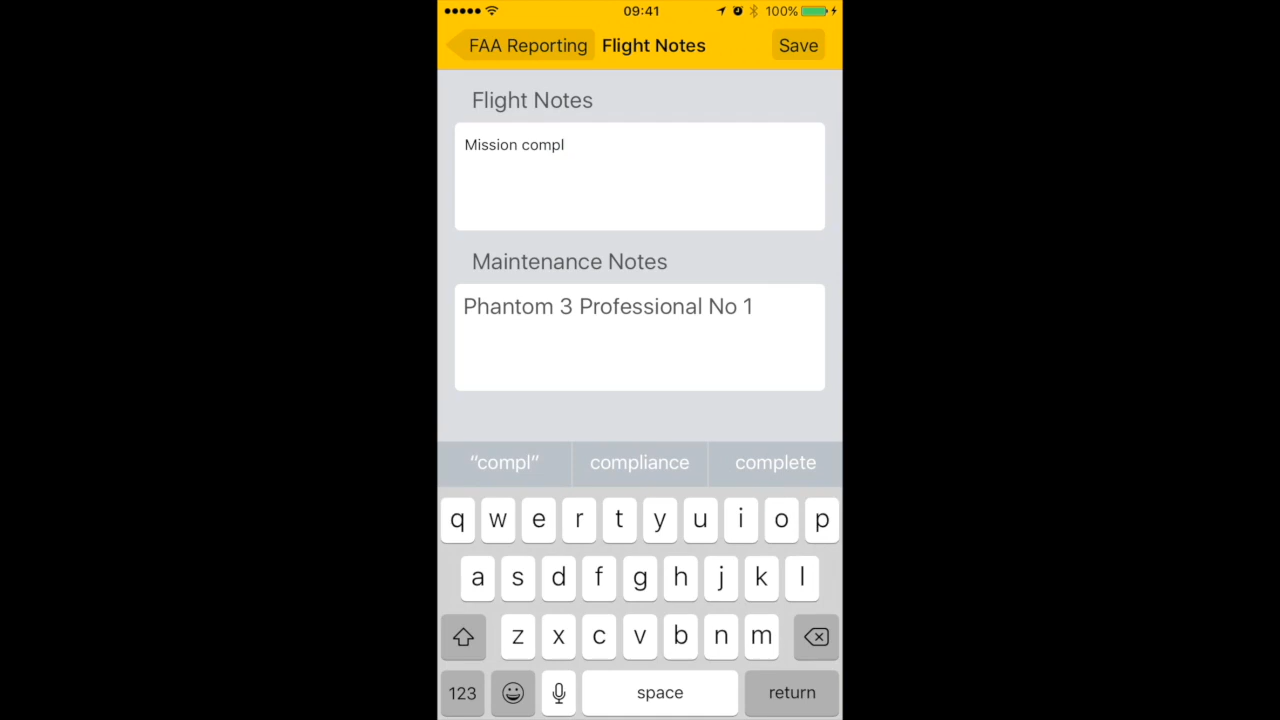 09:41 100%
FAA Reporting Flight Notes Save
Flight Notes
Mission compl
Maintenance Notes
Phantom 3 Professional No 1
“compl” compliance complete
q w e r t y u i o p
a s d f g h j k l
z x c v b n m
123 space return